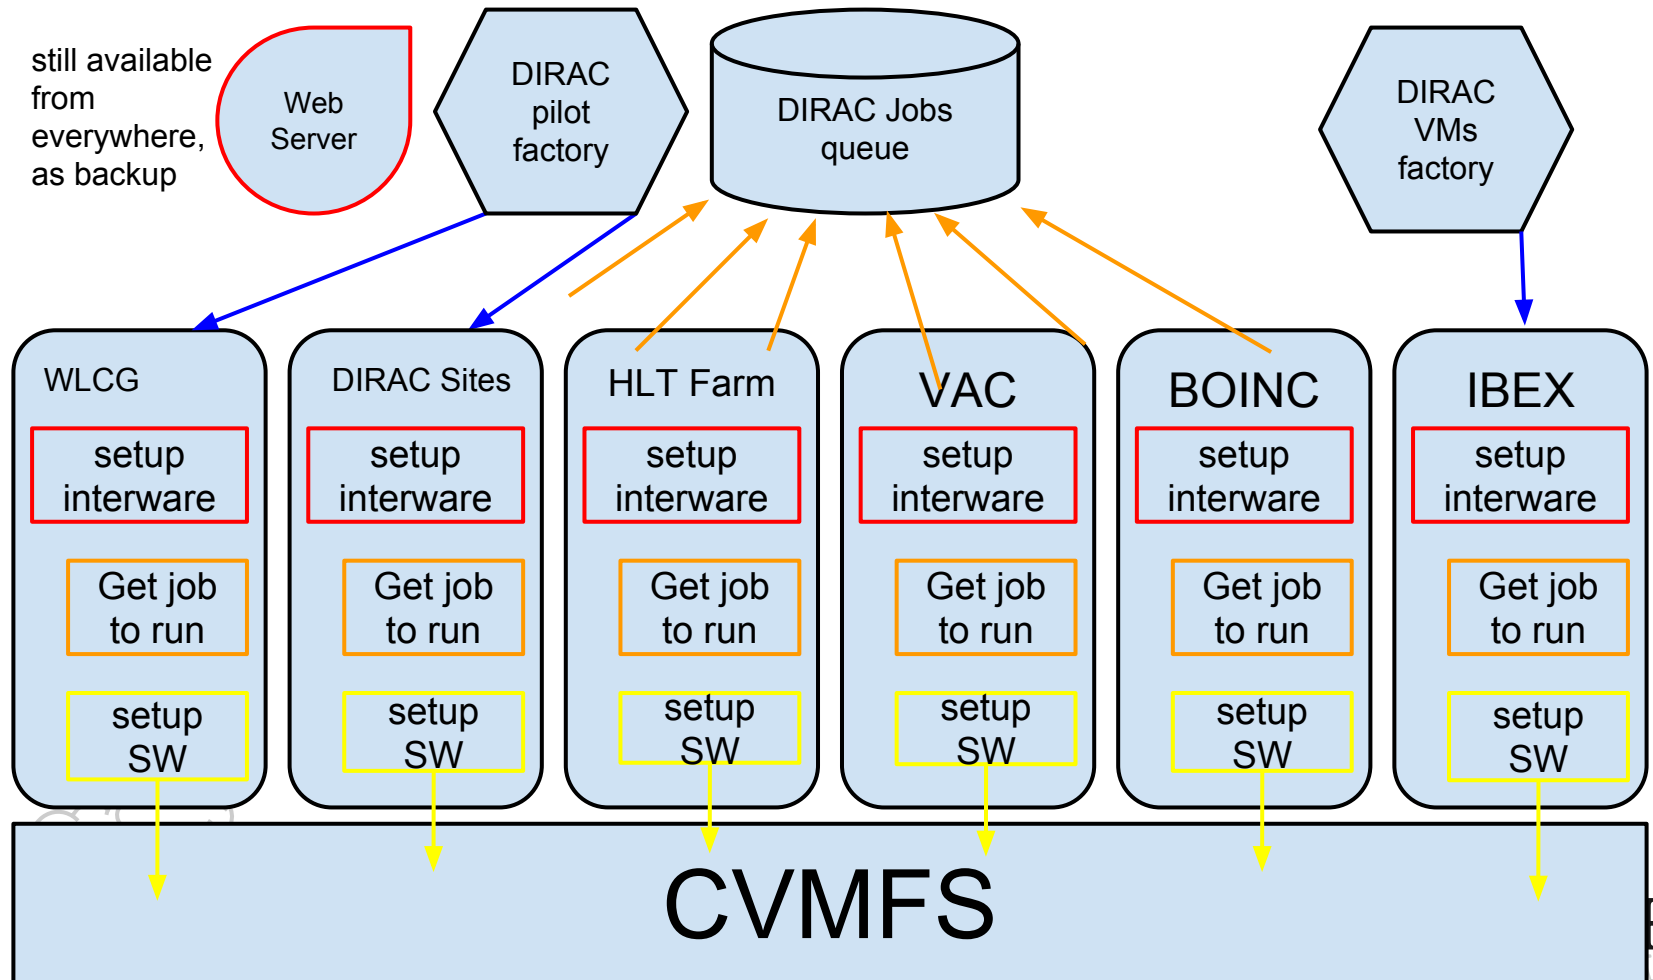 still available
from
everywhere,
as backup
Web
Server
DIRAC
pilot
factory
DIRAC Jobs
queue
DIRAC
VMs
factory
WLCG
setup
interware
Get job
to run
setup
SW
DIRAC Sites
setup
interware
Get job
to run
setup
SW
HLT Farm
setup
interware
Get job
to run
setup
SW
VAC
setup
interware
Get job
to run
setup
SW
BOINC
setup
interware
Get job
to run
setup
SW
IBEX
setup
interware
Get job
to run
setup
SW
CVMFS